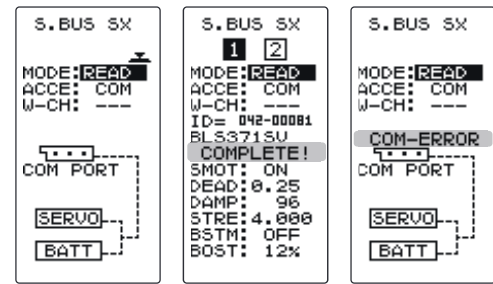 S.BUS SX
MODE:READ
ACCE: COM
W-CH: ---
COM PORT
SERVO
BATT
S.BUS SX
1 2
MODE:READ
ACCE: COM
W-CH: ---
ID= 042-00081
BLS371SV
COMPLETE!
SMOT: ON
DEAD:0.25
DAMP: 96
STRE:4.000
BSTM: OFF
BOST: 12%
S.BUS SX
MODE:READ
ACCE: COM
W-CH: ---
COM-ERROR
COM PORT
SERVO
BATT